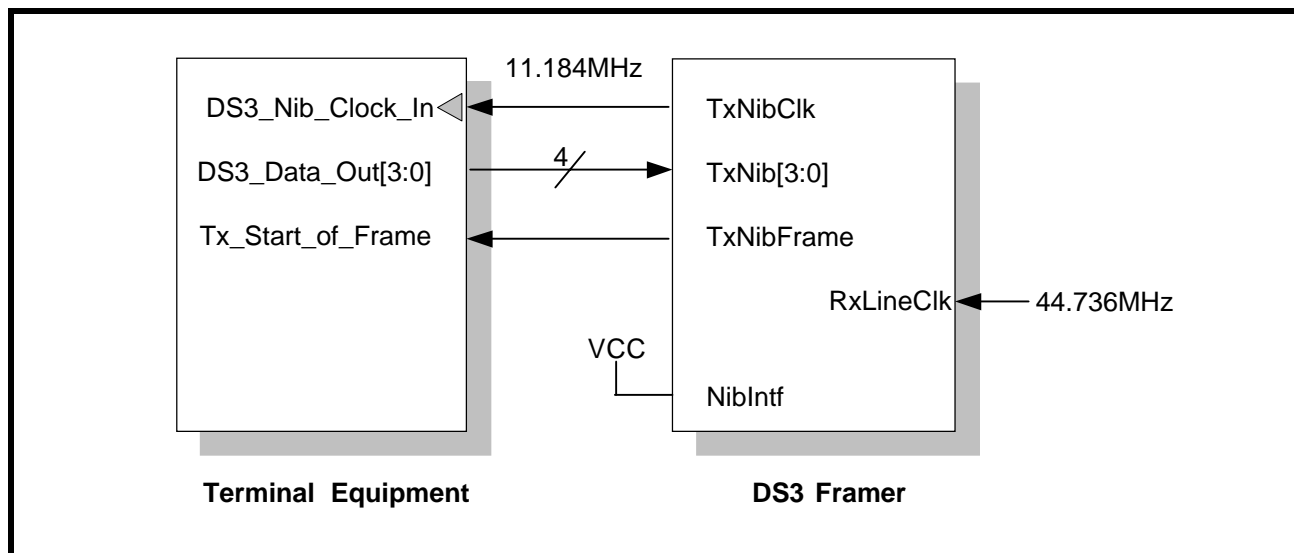 11.184MHz
DS3_Nib_Clock_In
TxNibClk
DS3_Data_Out[3:0]
4
TxNib[3:0]
Tx_Start_of_Frame
TxNibFrame
RxLineClk
44.736MHz
VCC
NibIntf
Terminal Equipment
DS3 Framer